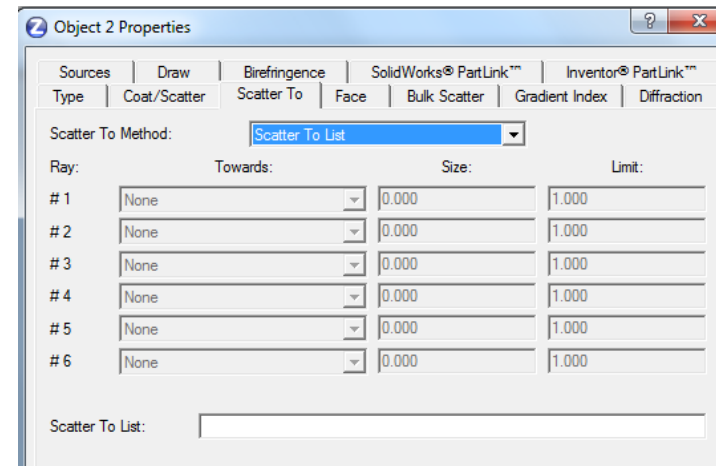 Object 2 Properties
Sources Draw Birefringence SolidWorks® PartLink™ Inventor® PartLink™
Type Coat/Scatter Scatter To Face Bulk Scatter Gradient Index Diffraction
Scatter To Method: Scatter To List
Ray: Towards: Size: Limit:
# 1 None 0.000 1.000
# 2 None 0.000 1.000
# 3 None 0.000 1.000
# 4 None 0.000 1.000
# 5 None 0.000 1.000
# 6 None 0.000 1.000
Scatter To List: